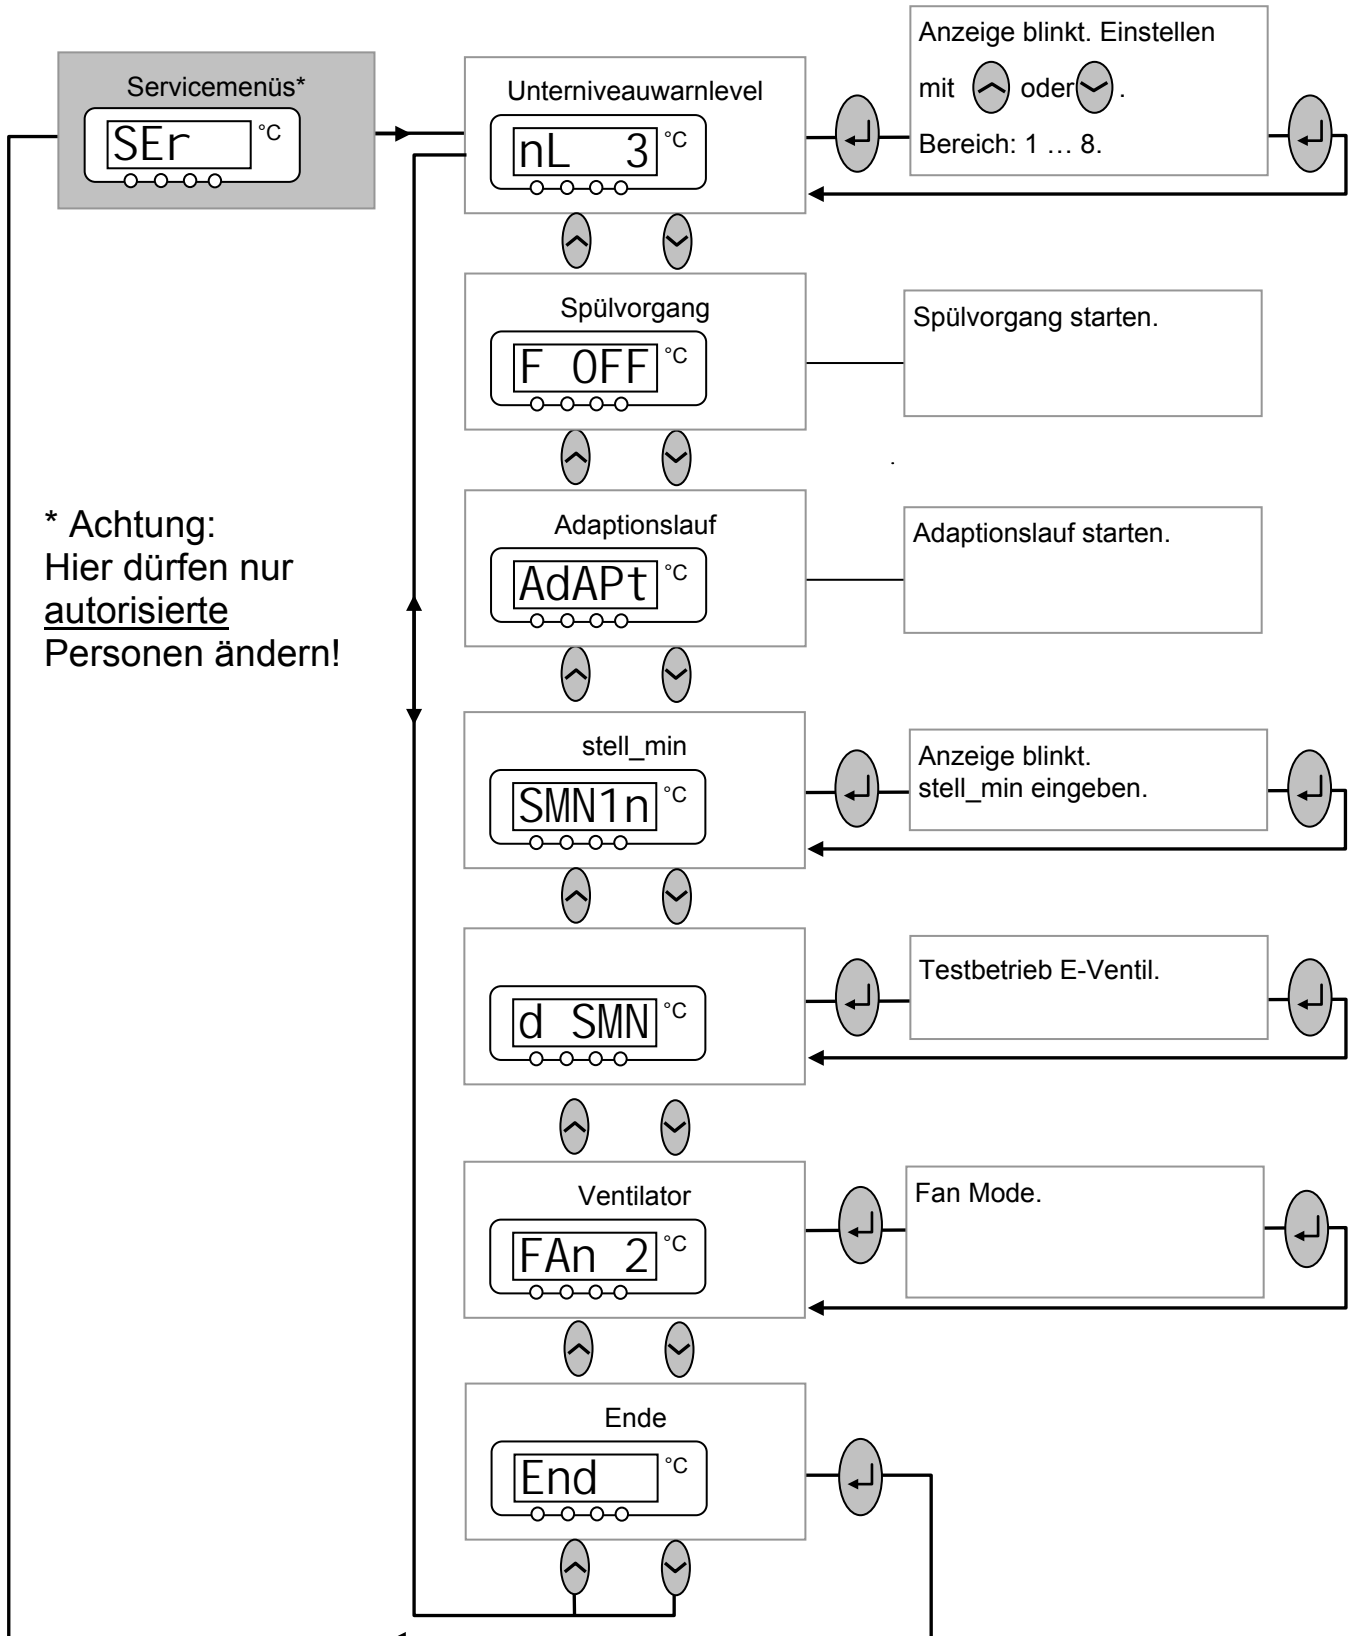 Servicemenüs*
SEr °C
Unterniveauwarnlevel
nL 3 °C
Anzeige blinkt. Einstellen
mit oder .
Bereich: 1 … 8.
Spülvorgang
F OFF °C
Spülvorgang starten.
.
* Achtung:
Hier dürfen nur
autorisierte
Personen ändern!
Adaptionslauf
AdAPt °C
Adaptionslauf starten.
stell_min
SMN1n °C
Anzeige blinkt.
stell_min eingeben.
d SMN °C
Testbetrieb E-Ventil.
Ventilator
FAn 2 °C
Fan Mode.
Ende
End °C